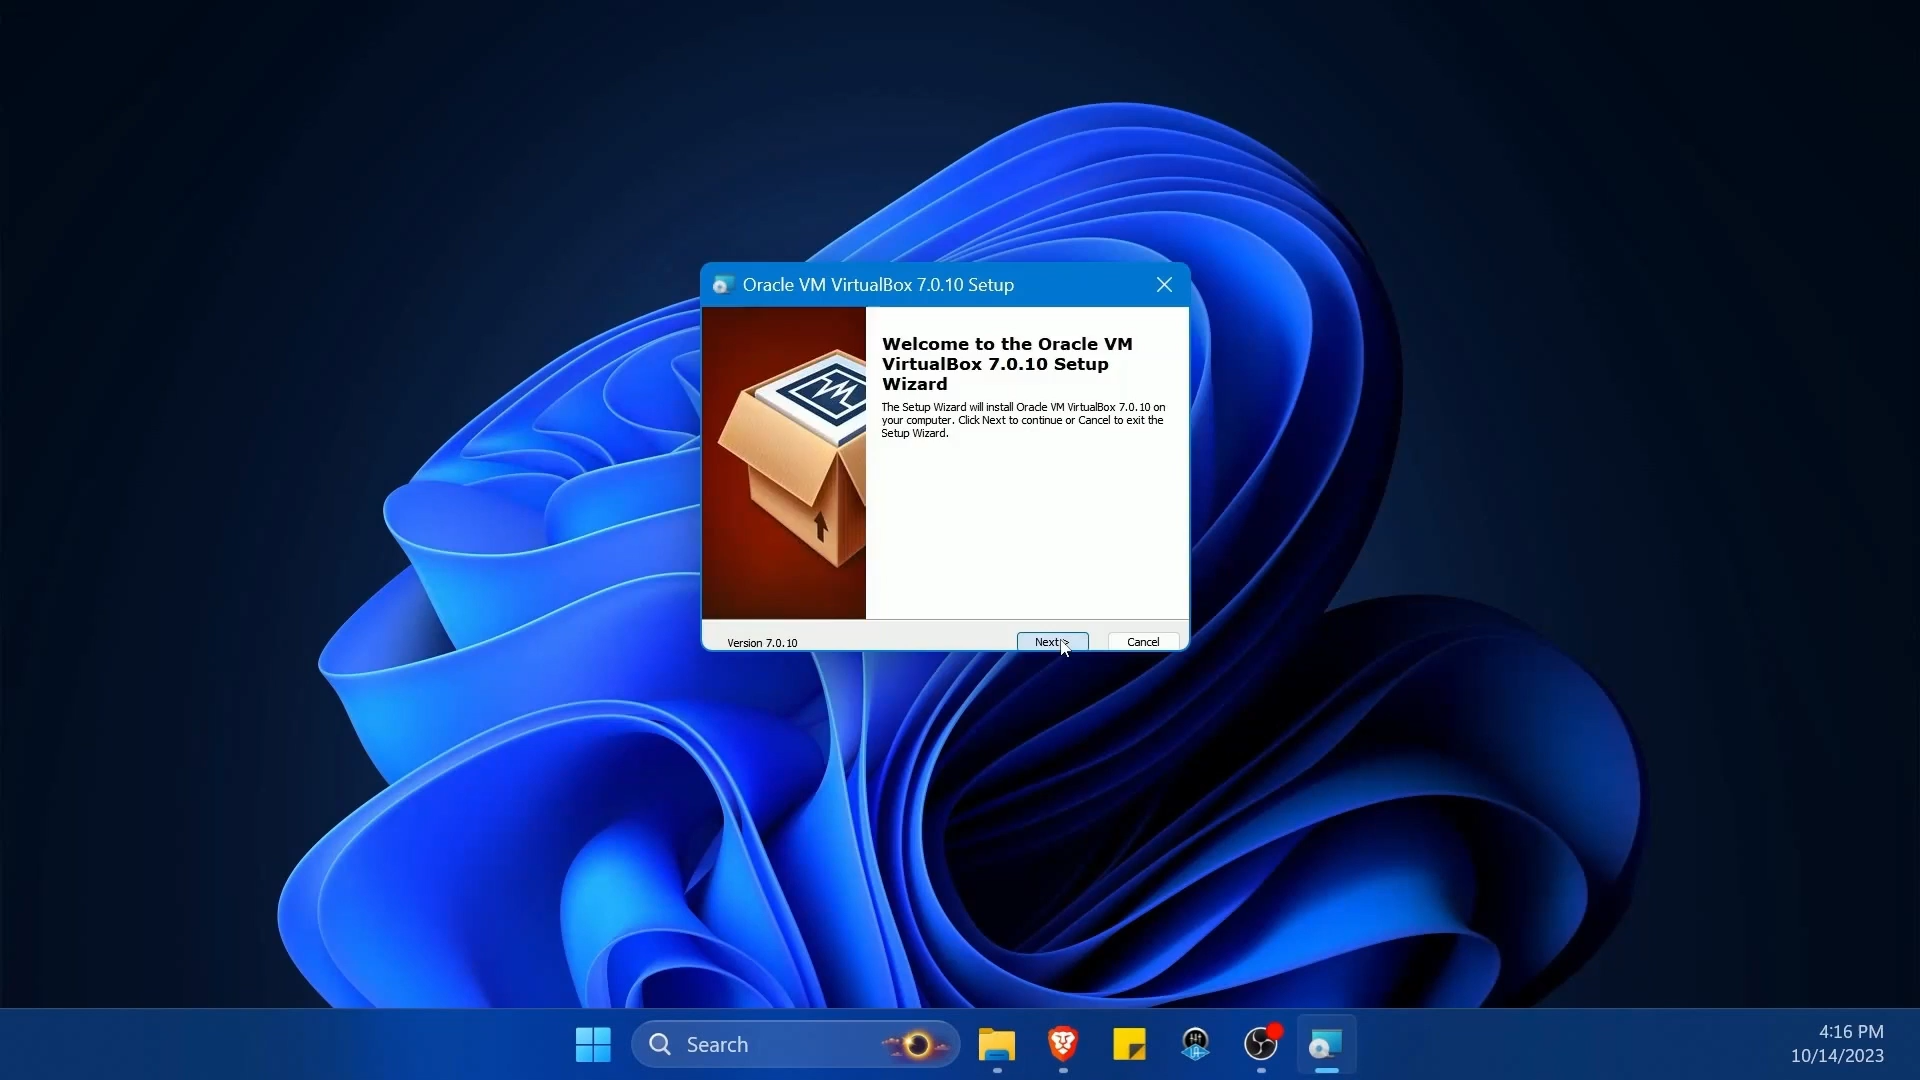 Oracle VM VirtualBox 7.0.10 Setup
Welcome to the Oracle VM
VirtualBox 7.0.10 Setup
Wizard
The Setup Wizard will install Oracle VM VirtualBox 7.0.10 on
your computer. Click Next to continue or Cancel to exit the
Setup Wizard.
Version 7.0.10
Next >
Cancel
Search
4:16 PM
10/14/2023